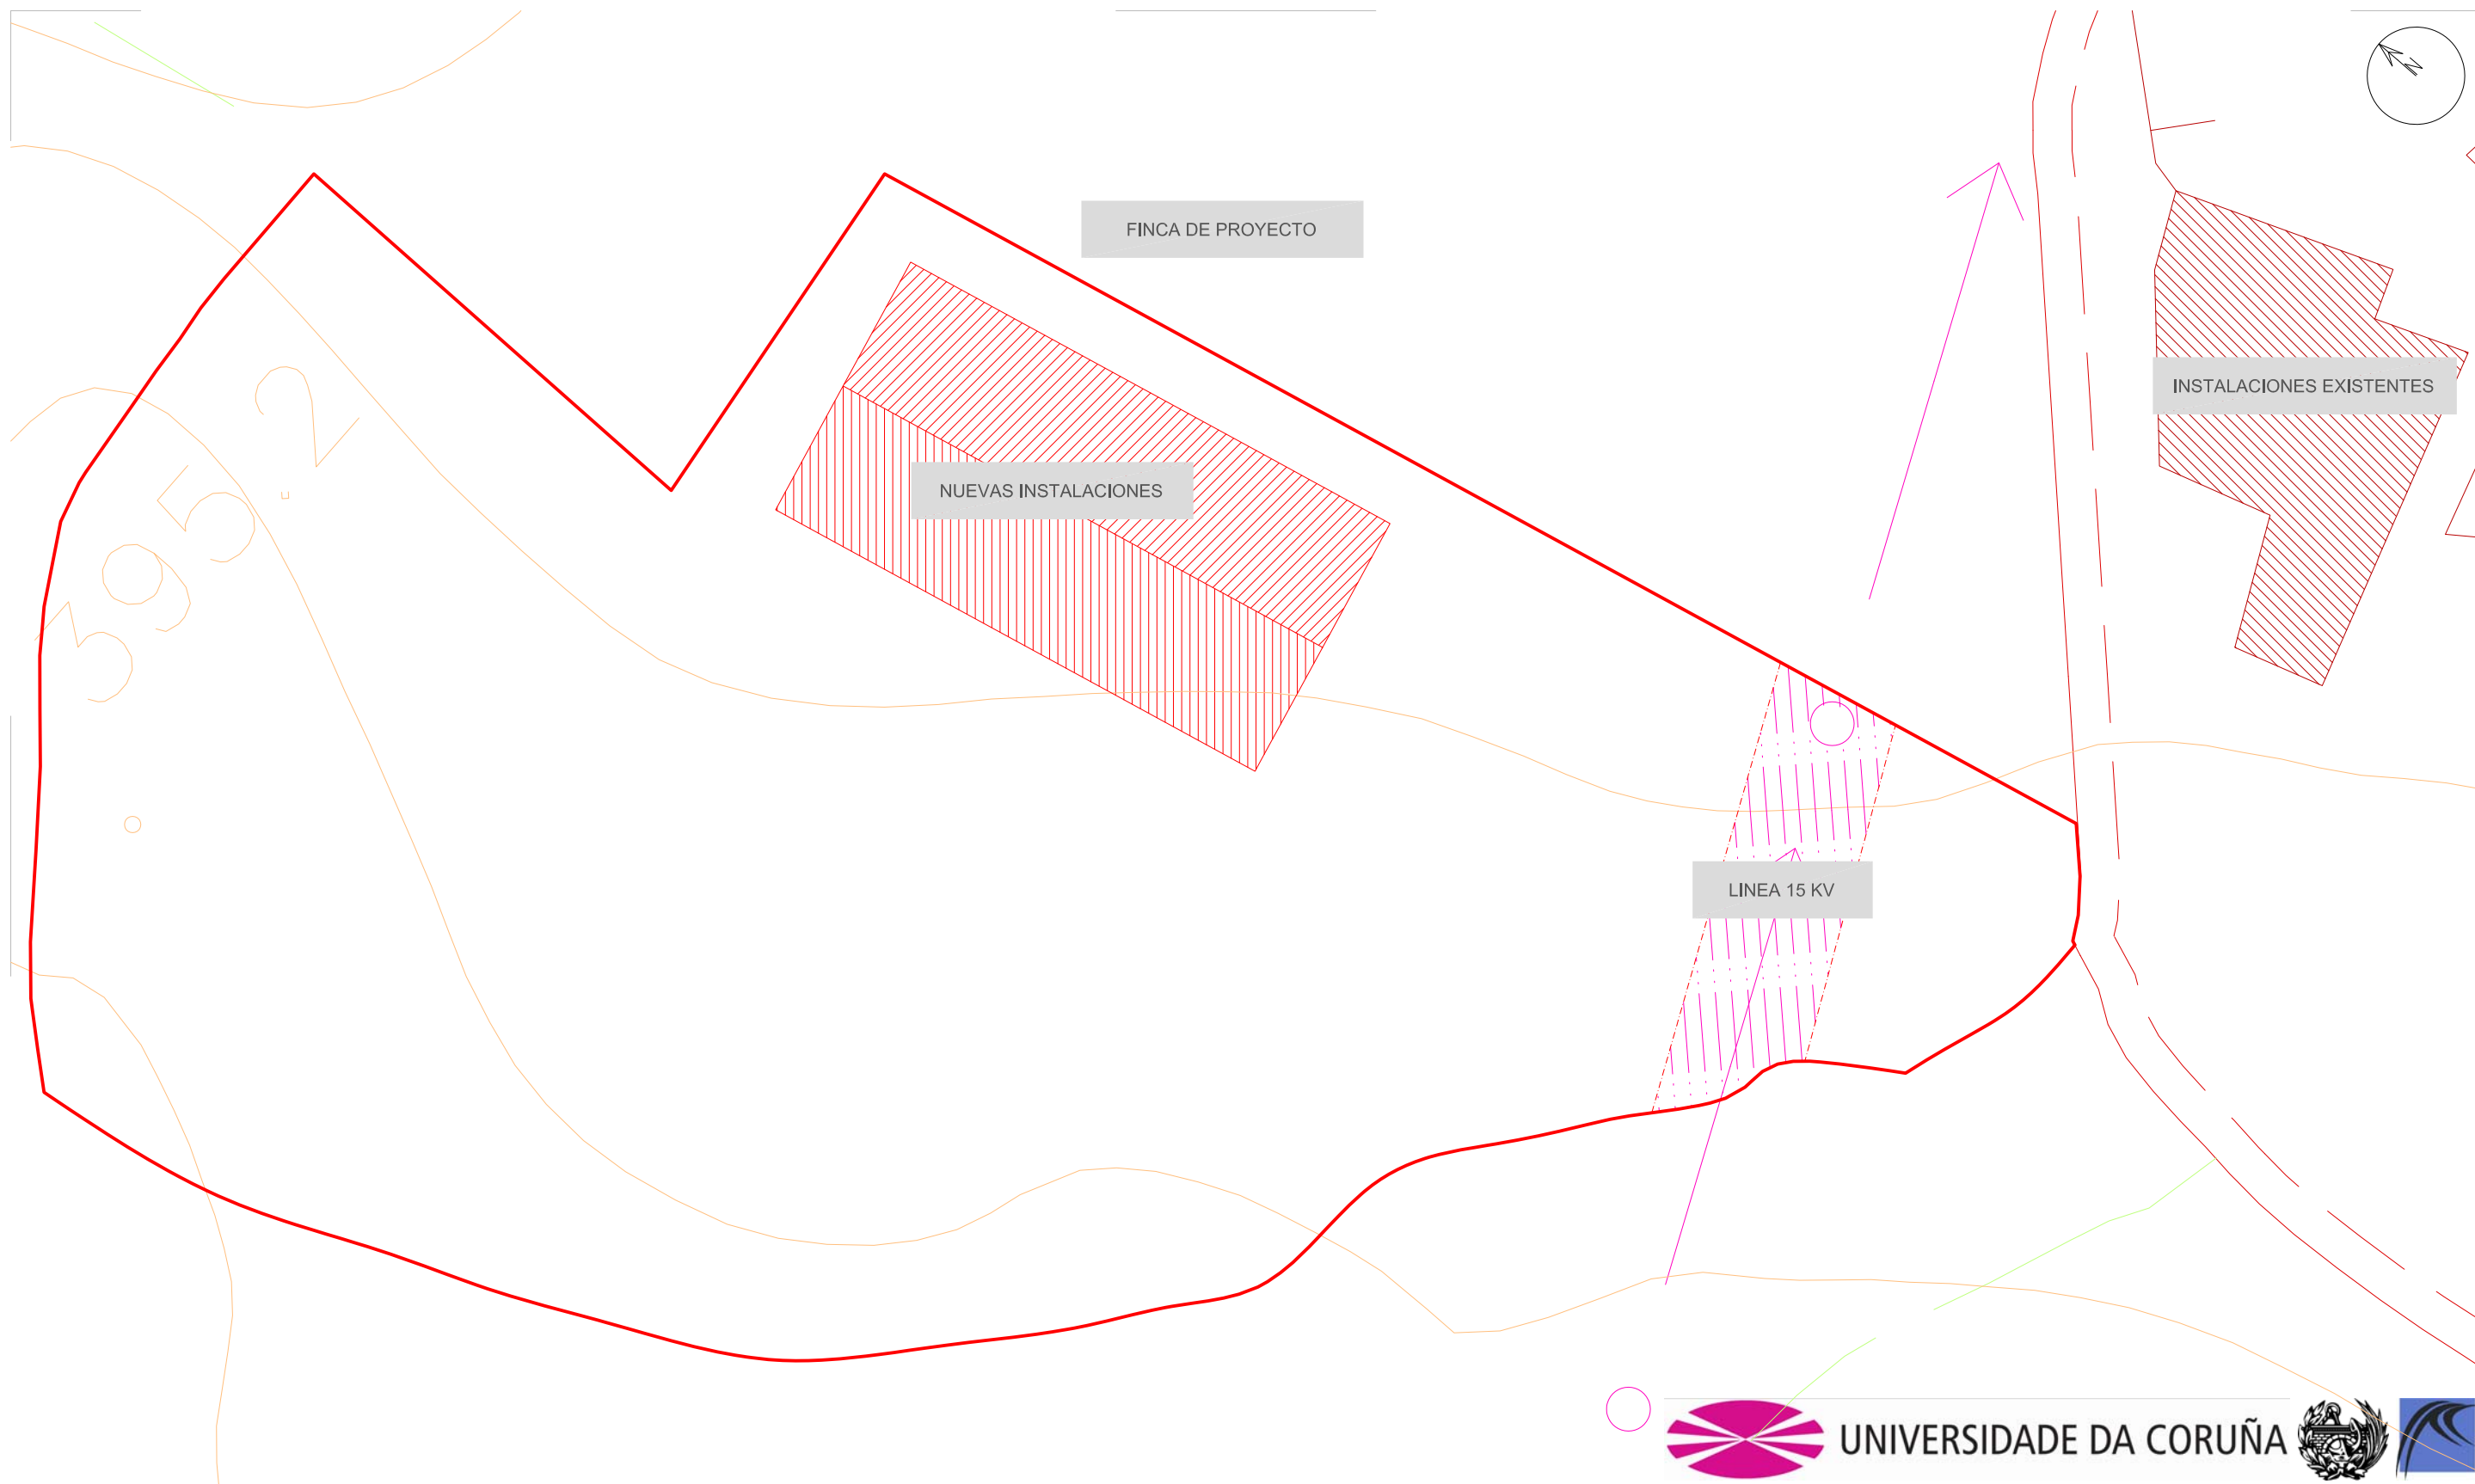 N
FINCA DE PROYECTO
INSTALACIONES EXISTENTES
395.2
NUEVAS INSTALACIONES
LINEA 15 KV
UNIVERSIDADE DA CORUÑA